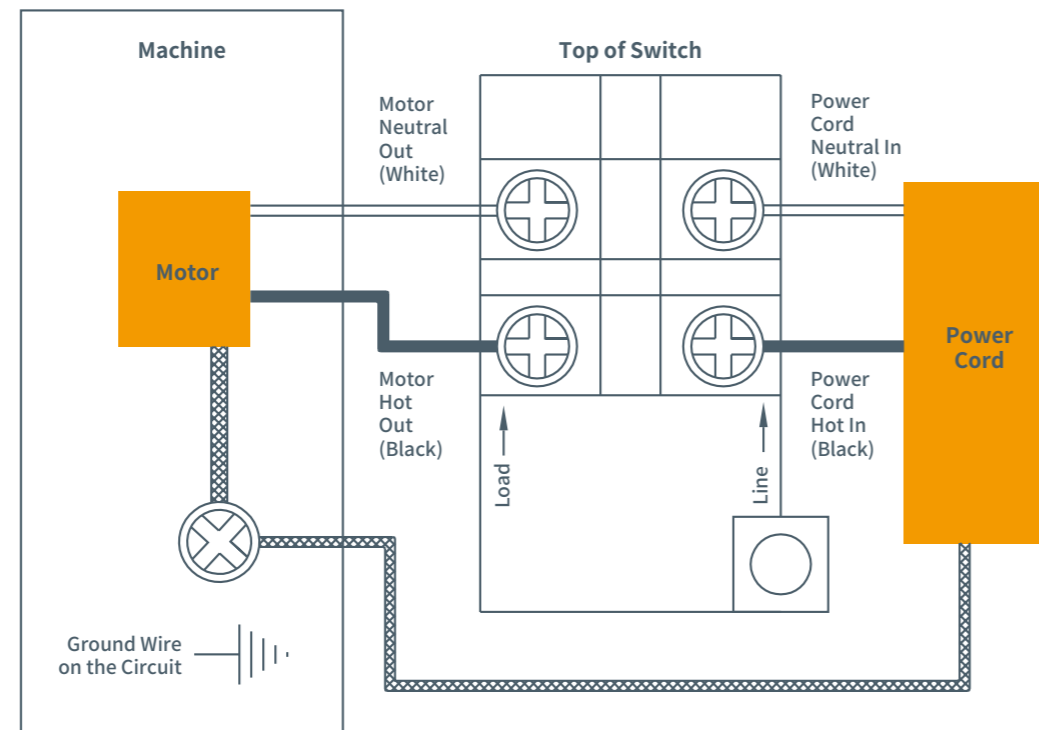 Machine
Top of Switch
Motor
Neutral
Out
(White)
Power
Cord
Neutral In
(White)
Motor
Power
Cord
Motor
Hot
Out
(Black)
Power
Cord
Hot In
(Black)
Load
Line
Ground Wire
on the Circuit